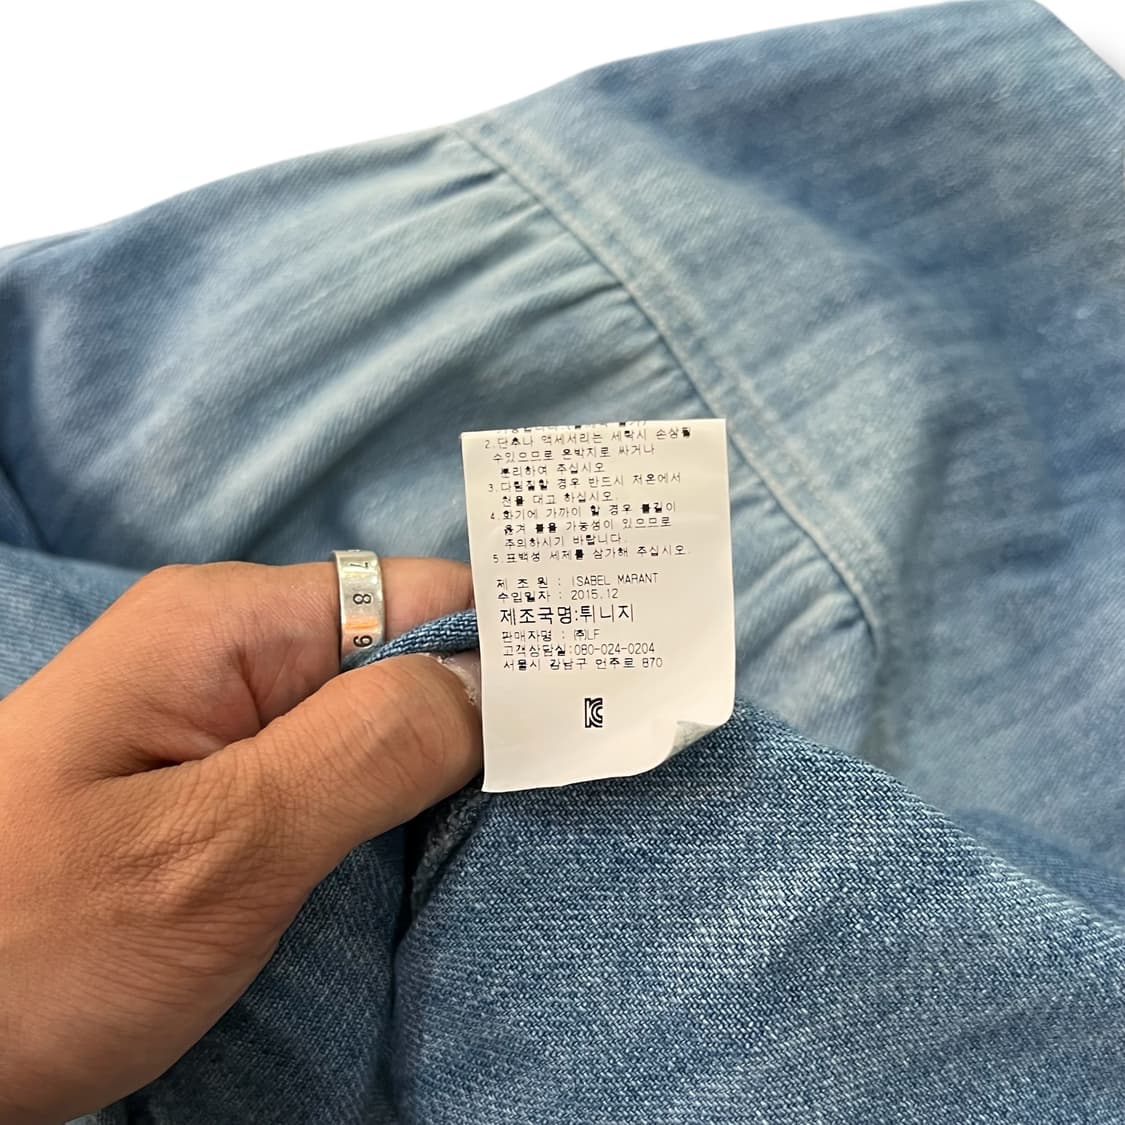 2.단추나 액세서리는 세탁시 손상될
수있으므로 은박지로 싸거나
분리하여 주십시오
3.다림질할 경우 반드시 저온에서
천을 대고 하십시오.
4.화기에 가까이 할 경우 불길이
옮겨 붙을 가능성이 있으므로
주의하시기 바랍니다.
5.표백성 세제를 삼가해 주십시오.
제 조 원 : ISABEL MARANT
수입일자 : 2015.12
제조국명:튀니지
판매자명 : ㈜LF
고객상담실:080-024-0204
서울시 강남구 언주로 870
7
8
9